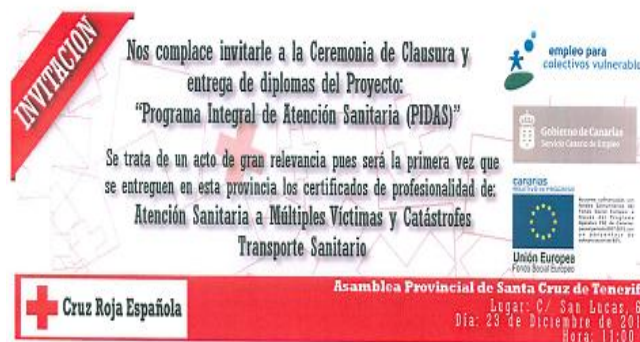 INVITACION
Nos complace invitarle a la Ceremonia de Clausura y
entrega de diplomas del Proyecto:
“Programa Integral de Atención Sanitaria (PIDAS)”
Se trata de un acto de gran relevancia pues será la primera vez que
se entreguen en esta provincia los certificados de profesionalidad de:
Atención Sanitaria a Múltiples Víctimas y Catástrofes
Transporte Sanitario
empleo para
colectivos vulnerable
Gobierno de Canarias
Servicio Canario de Empleo
canarias
Unión Europea
Fondo Social Europeo
Cruz Roja Española
Asamblea Provincial de Santa Cruz de Tenerif
Lugar: C/ San Lucas, 6
Día: 23 de Diciembre de 201
Hora: 11:00